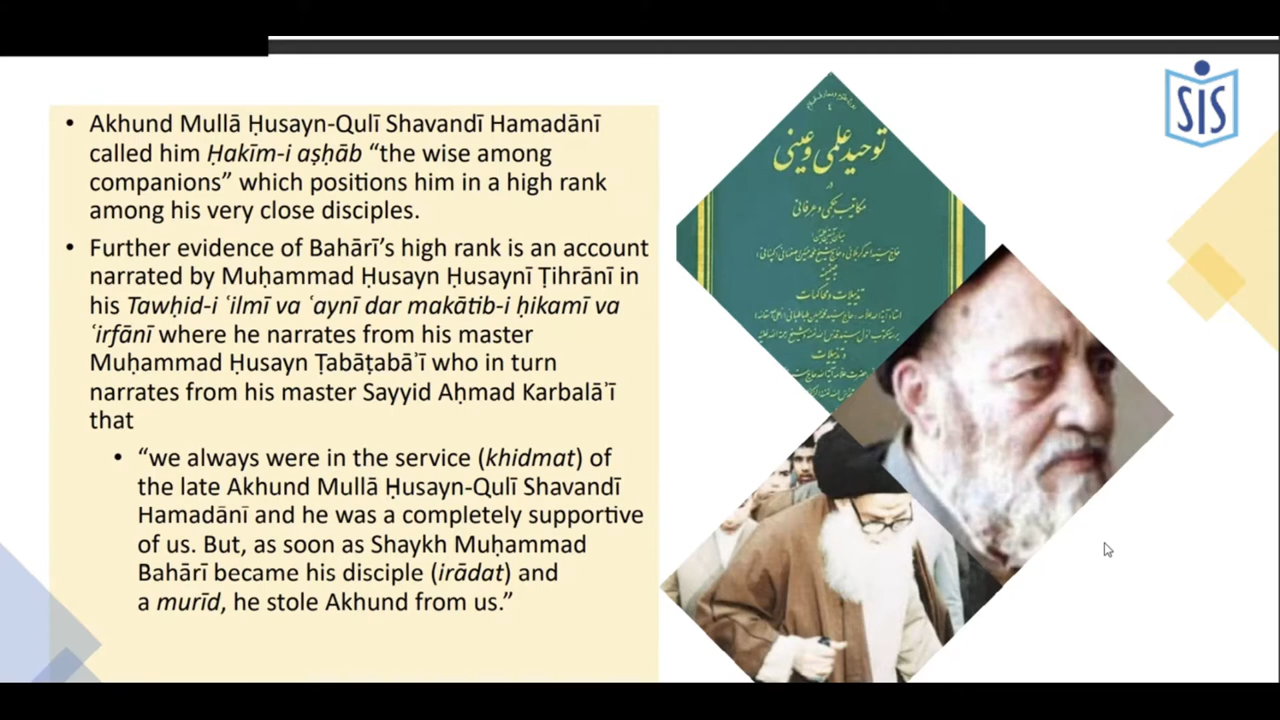 • Akhund Mullā Ḥusayn-Qulī Shavandī Hamadānī
called him Ḥakīm-i aṣḥāb “the wise among
companions” which positions him in a high rank
among his very close disciples.
• Further evidence of Bahārī’s high rank is an account
narrated by Muḥammad Ḥusayn Ḥusaynī Ṭihrānī in
his Tawḥid-i ʿilmī va ʿaynī dar makātib-i ḥikamī va
ʿirfānī where he narrates from his master
Muḥammad Ḥusayn Ṭabāṭabāʾī who in turn
narrates from his master Sayyid Aḥmad Karbalāʾī
that
• “we always were in the service (khidmat) of
the late Akhund Mullā Ḥusayn-Qulī Shavandī
Hamadānī and he was a completely supportive
of us. But, as soon as Shaykh Muḥammad
Bahārī became his disciple (irādat) and
a murīd, he stole Akhund from us.”
SIS
توحید علمی و عینی
در
مکاتیب حکمی و عرفانی
تذییلات و محاکمات